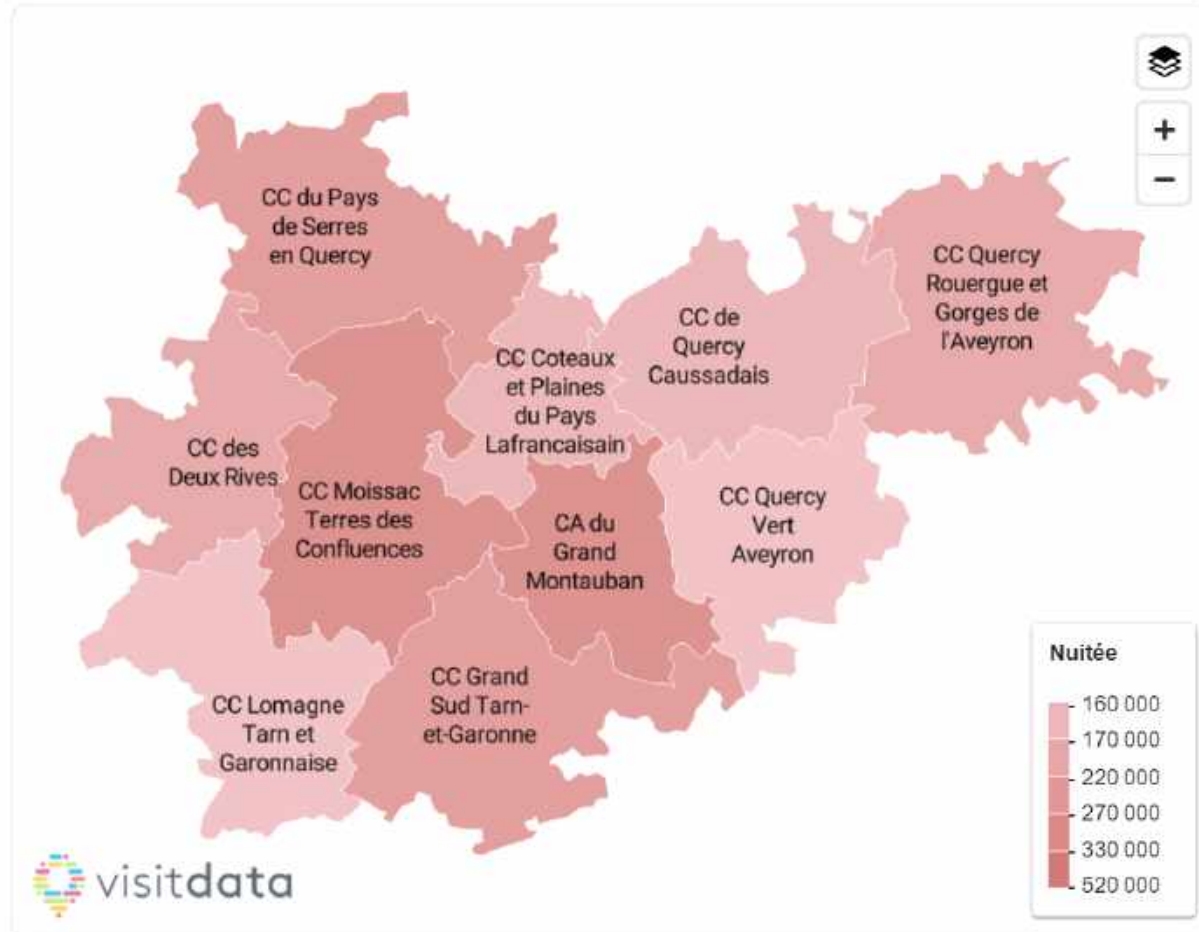 +
−
CC du Pays
de Serres
en Quercy
CC Quercy
Rouergue et
Gorges de
l'Aveyron
CC de
Quercy
Caussadais
CC Coteaux
et Plaines
du Pays
Lafrancaisain
CC des
Deux Rives
CC Moissac
Terres des
Confluences
CA du
Grand
Montauban
CC Quercy
Vert
Aveyron
CC Lomagne
Tarn et
Garonnaise
CC Grand
Sud Tarn-
et-Garonne
Nuitée
160 000
170 000
220 000
270 000
330 000
520 000
visitdata